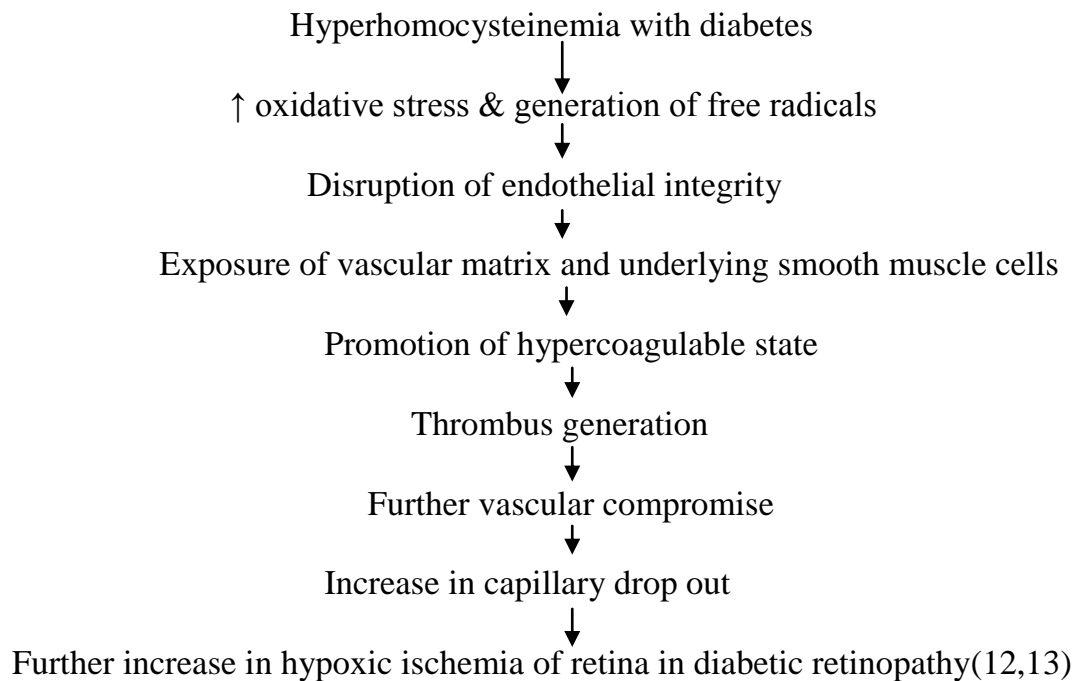 Hyperhomocysteinemia with diabetes
↑ oxidative stress & generation of free radicals
Disruption of endothelial integrity
Exposure of vascular matrix and underlying smooth muscle cells
Promotion of hypercoagulable state
Thrombus generation
Further vascular compromise
Increase in capillary drop out
Further increase in hypoxic ischemia of retina in diabetic retinopathy(12,13)